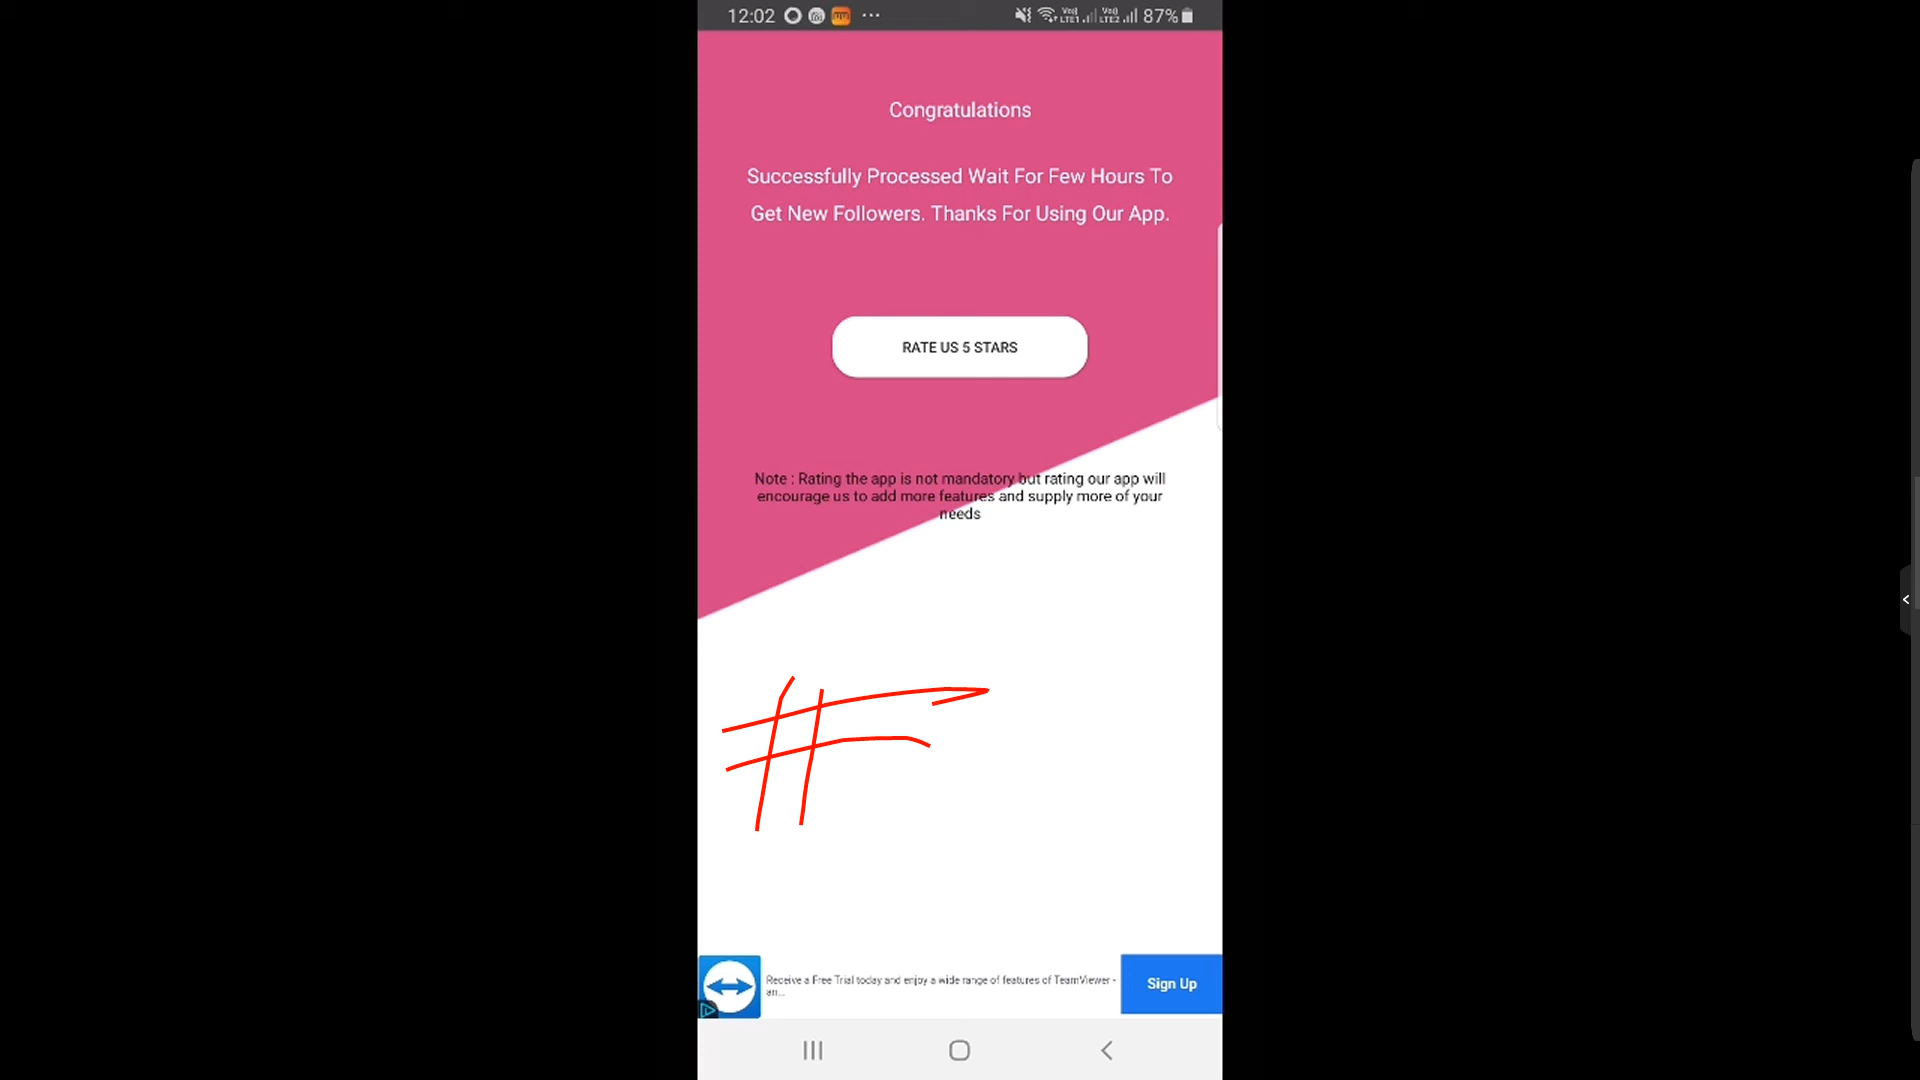 12:02 87%
Congratulations
Successfully Processed Wait For Few Hours To
Get New Followers. Thanks For Using Our App.
RATE US 5 STARS
Note : Rating the app is not mandatory but rating our app will
encourage us to add more features and supply more of your
needs
#
Receive a Free Trial today and enjoy a wide range of features of TeamViewer -
an...
Sign Up